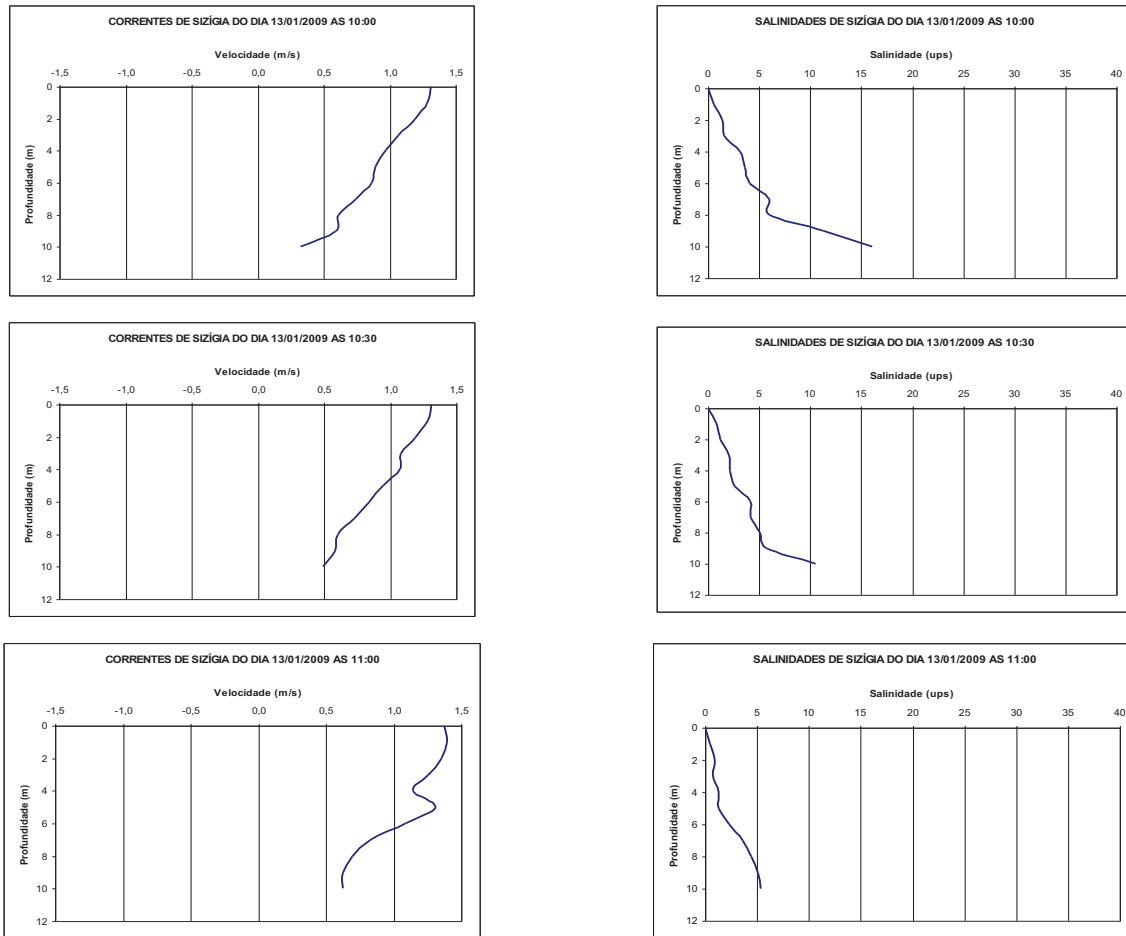 CORRENTES DE SIZÍGIA DO DIA 13/01/2009 AS 10:00
Velocidade (m/s)
-1,5 -1,0 -0,5 0,0 0,5 1,0 1,5
Profundidade (m)
0
2
4
6
8
10
12
SALINIDADES DE SIZÍGIA DO DIA 13/01/2009 AS 10:00
Salinidade (ups)
0 5 10 15 20 25 30 35 40
Profundidade (m)
0
2
4
6
8
10
12
CORRENTES DE SIZÍGIA DO DIA 13/01/2009 AS 10:30
Velocidade (m/s)
-1,5 -1,0 -0,5 0,0 0,5 1,0 1,5
Profundidade (m)
0
2
4
6
8
10
12
SALINIDADES DE SIZÍGIA DO DIA 13/01/2009 AS 10:30
Salinidade (ups)
0 5 10 15 20 25 30 35 40
Profundidade (m)
0
2
4
6
8
10
12
CORRENTES DE SIZÍGIA DO DIA 13/01/2009 AS 11:00
Velocidade (m/s)
-1,5 -1,0 -0,5 0,0 0,5 1,0 1,5
Profundidade (m)
0
2
4
6
8
10
12
SALINIDADES DE SIZÍGIA DO DIA 13/01/2009 AS 11:00
Salinidade (ups)
0 5 10 15 20 25 30 35 40
Profundidade (m)
0
2
4
6
8
10
12